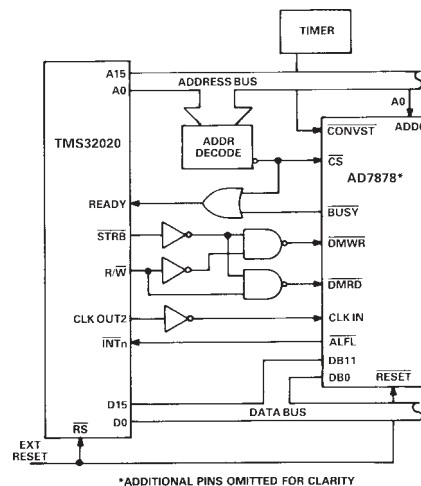 TIMER
A15
ADDRESS BUS
A0
A0
TMS32020
ADDR
DECODE
CONVST
ADD0
CS
AD7878*
READY
BUSY
STRB
DMWR
R/W
DMRD
CLK OUT2
CLK IN
INTn
ALFL
DB11
DB0
RESET
D15
DATA BUS
D0
RS
EXT
RESET
*ADDITIONAL PINS OMITTED FOR CLARITY